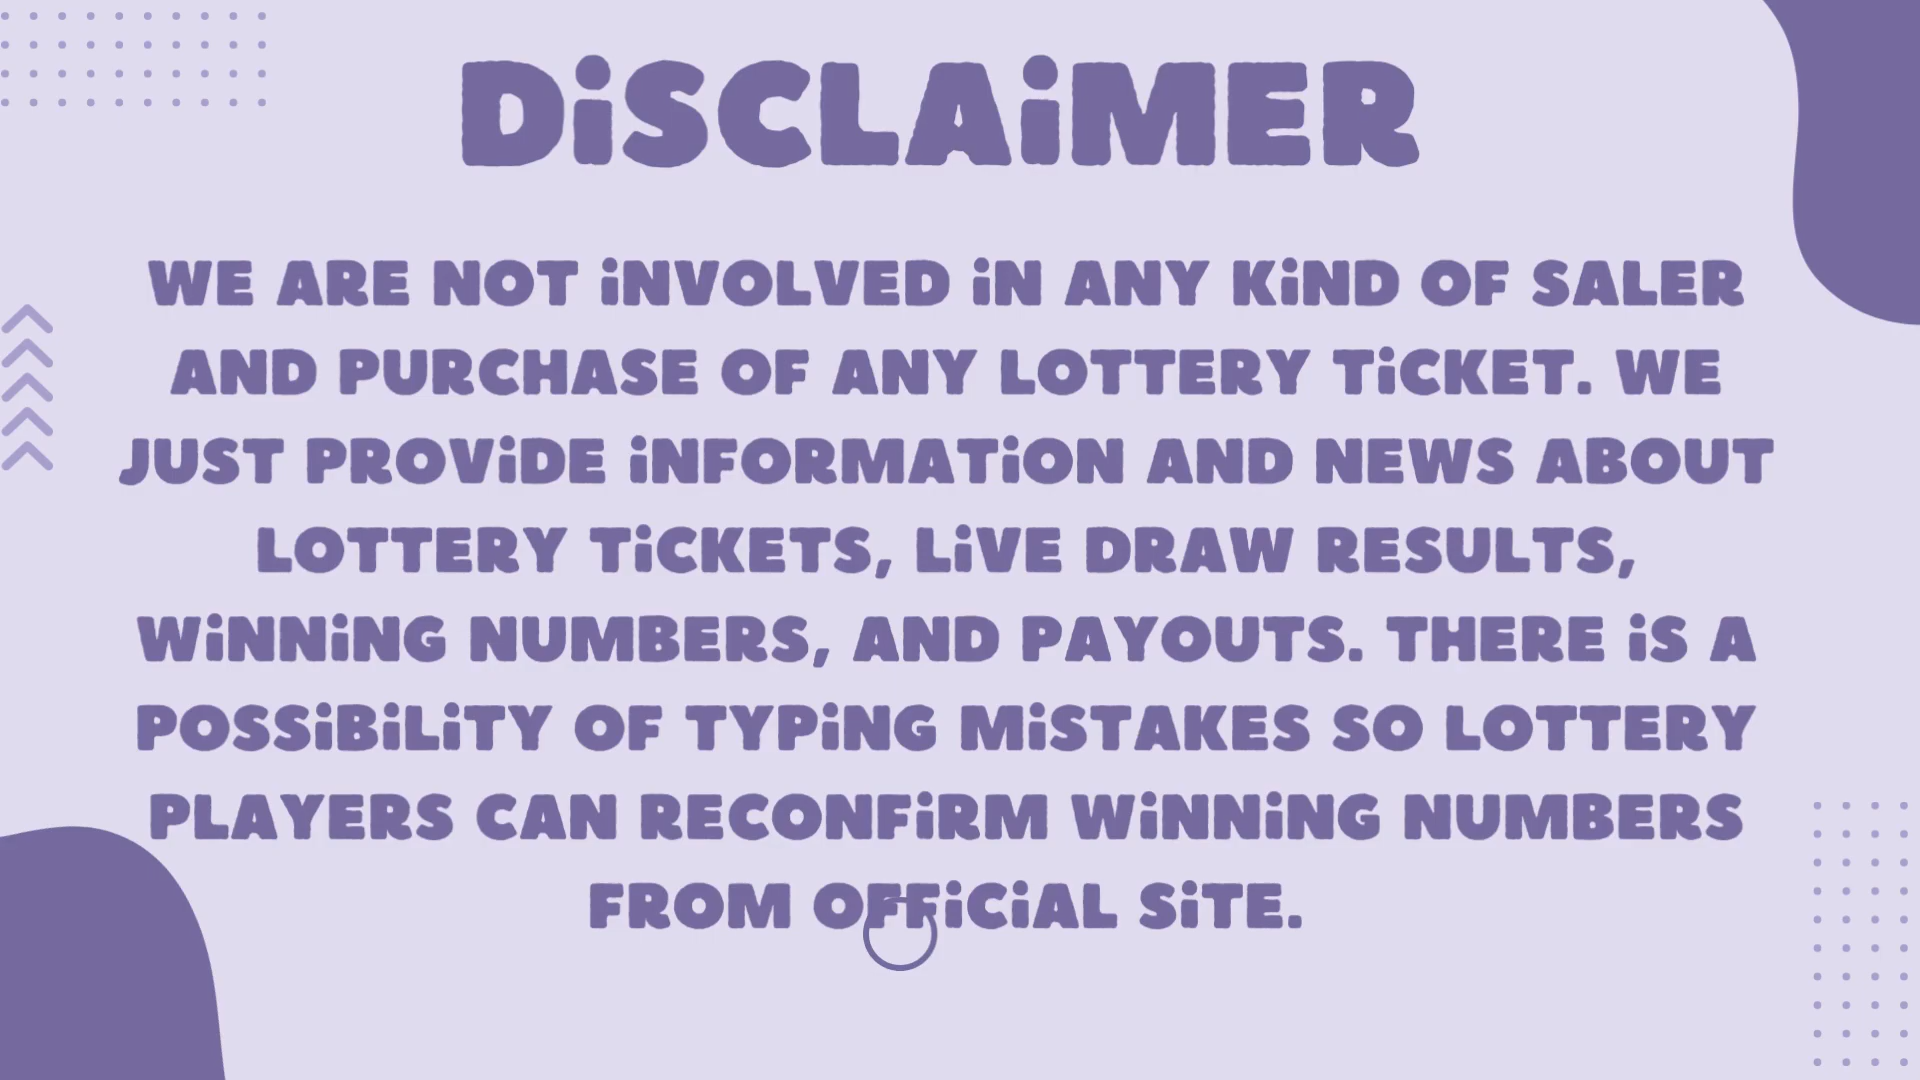 DiSCLAiMER
WE ARE NOT iNVOLVED iN ANY KiND OF SALER
AND PURCHASE OF ANY LOTTERY TiCKET. WE
JUST PROViDE iNFORMATiON AND NEWS ABOUT
LOTTERY TiCKETS, LiVE DRAW RESULTS,
WiNNiNG NUMBERS, AND PAYOUTS. THERE iS A
POSSiBiLiTY OF TYPiNG MiSTAKES SO LOTTERY
PLAYERS CAN RECONFiRM WiNNiNG NUMBERS
FROM OFFiCiAL SiTE.